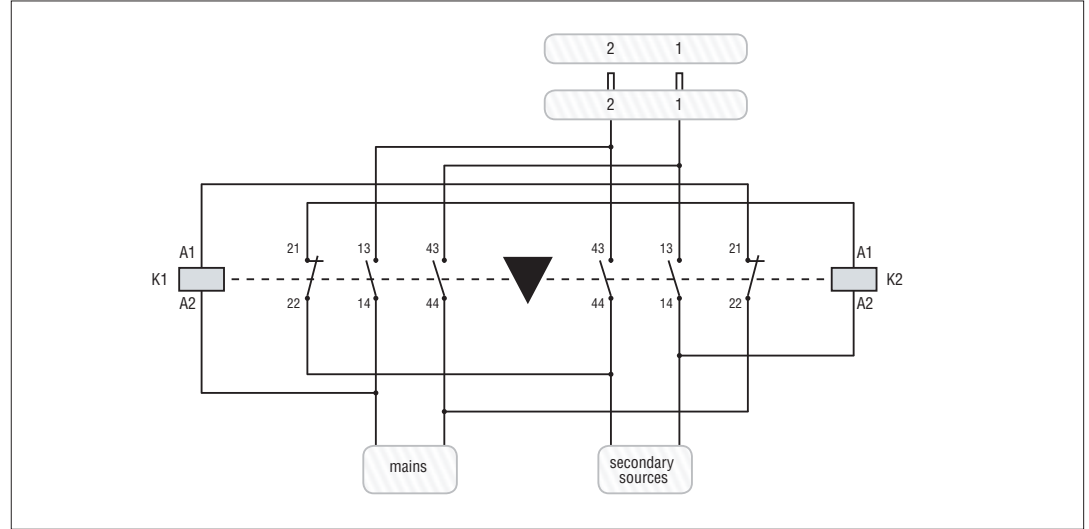 2 1
2 1
21 13 43 43 13 21
A1 A1
K1 K2
A2 A2
22 14 44 44 14 22
mains
secondary
sources